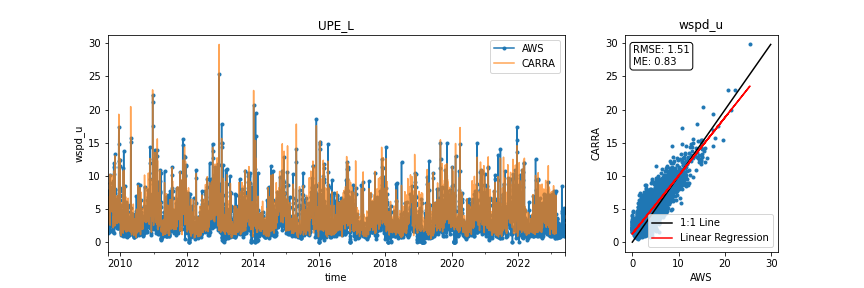 UPE_L
wspd_u
30
25
20
15
10
5
0
2010
2012
2014
2016
2018
2020
2022
time
wspd_u
AWS
CARRA
30
25
20
15
10
5
0
0
10
20
30
AWS
CARRA
RMSE: 1.51
ME: 0.83
1:1 Line
Linear Regression